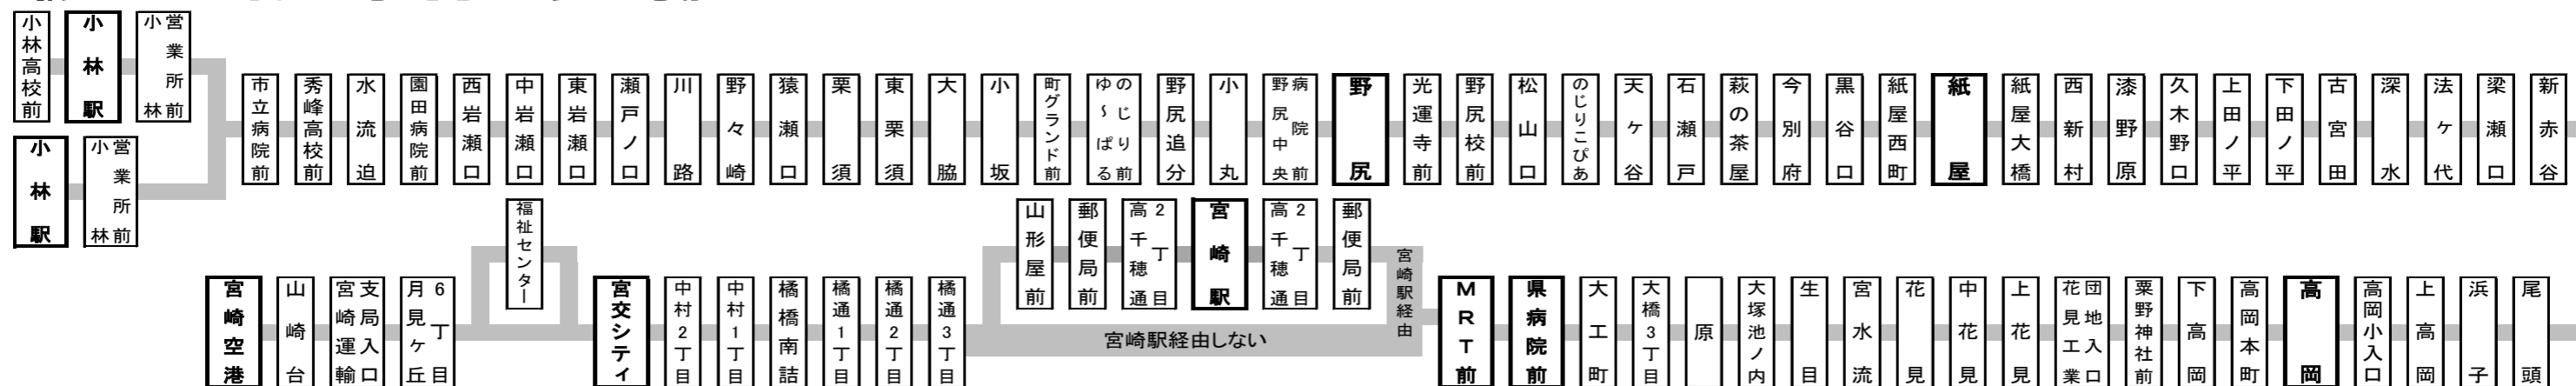 小林高校前
小林駅
小林営業所前
小林駅
小林営業所前
市立病院前
秀峰高校前
水流迫
園田病院前
西岩瀬口
中岩瀬口
東岩瀬口
瀬戸ノ口
川路
野々崎
猿瀬口
栗須
東栗須
大脇
小坂
町グランド前
のじりゆ~ぱる前
野尻追分
小丸
野尻中央病院前
野尻
光運寺前
野尻校前
松山口
のじりこぴあ
天ケ谷
石瀬戸
萩の茶屋
今別府
黒谷口
紙屋西町
紙屋
紙屋大橋
西新村
漆野原
久木野口
上田ノ平
下田ノ平
古宮田
深水
法ヶ代
梁瀬口
新赤谷
宮崎空港
山崎台
宮崎運輸支局入口
月見ケ丘6丁目
福祉センター
宮交シティ
中村2丁目
中村1丁目
橘橋南詰
橘通1丁目
橘通2丁目
橘通3丁目
山形屋前
郵便局前
高千穂通2丁目
宮崎駅
高千穂通2丁目
郵便局前
宮崎駅経由
宮崎駅経由しない
MRT前
県病院前
大工町
大橋3丁目
原
大塚池ノ内
生目
宮水流
花見
中花見
上花見
花見工業団地入口
粟野神社前
下高岡
高岡本町
高岡
高岡小入口
上高岡
浜子
尾頭